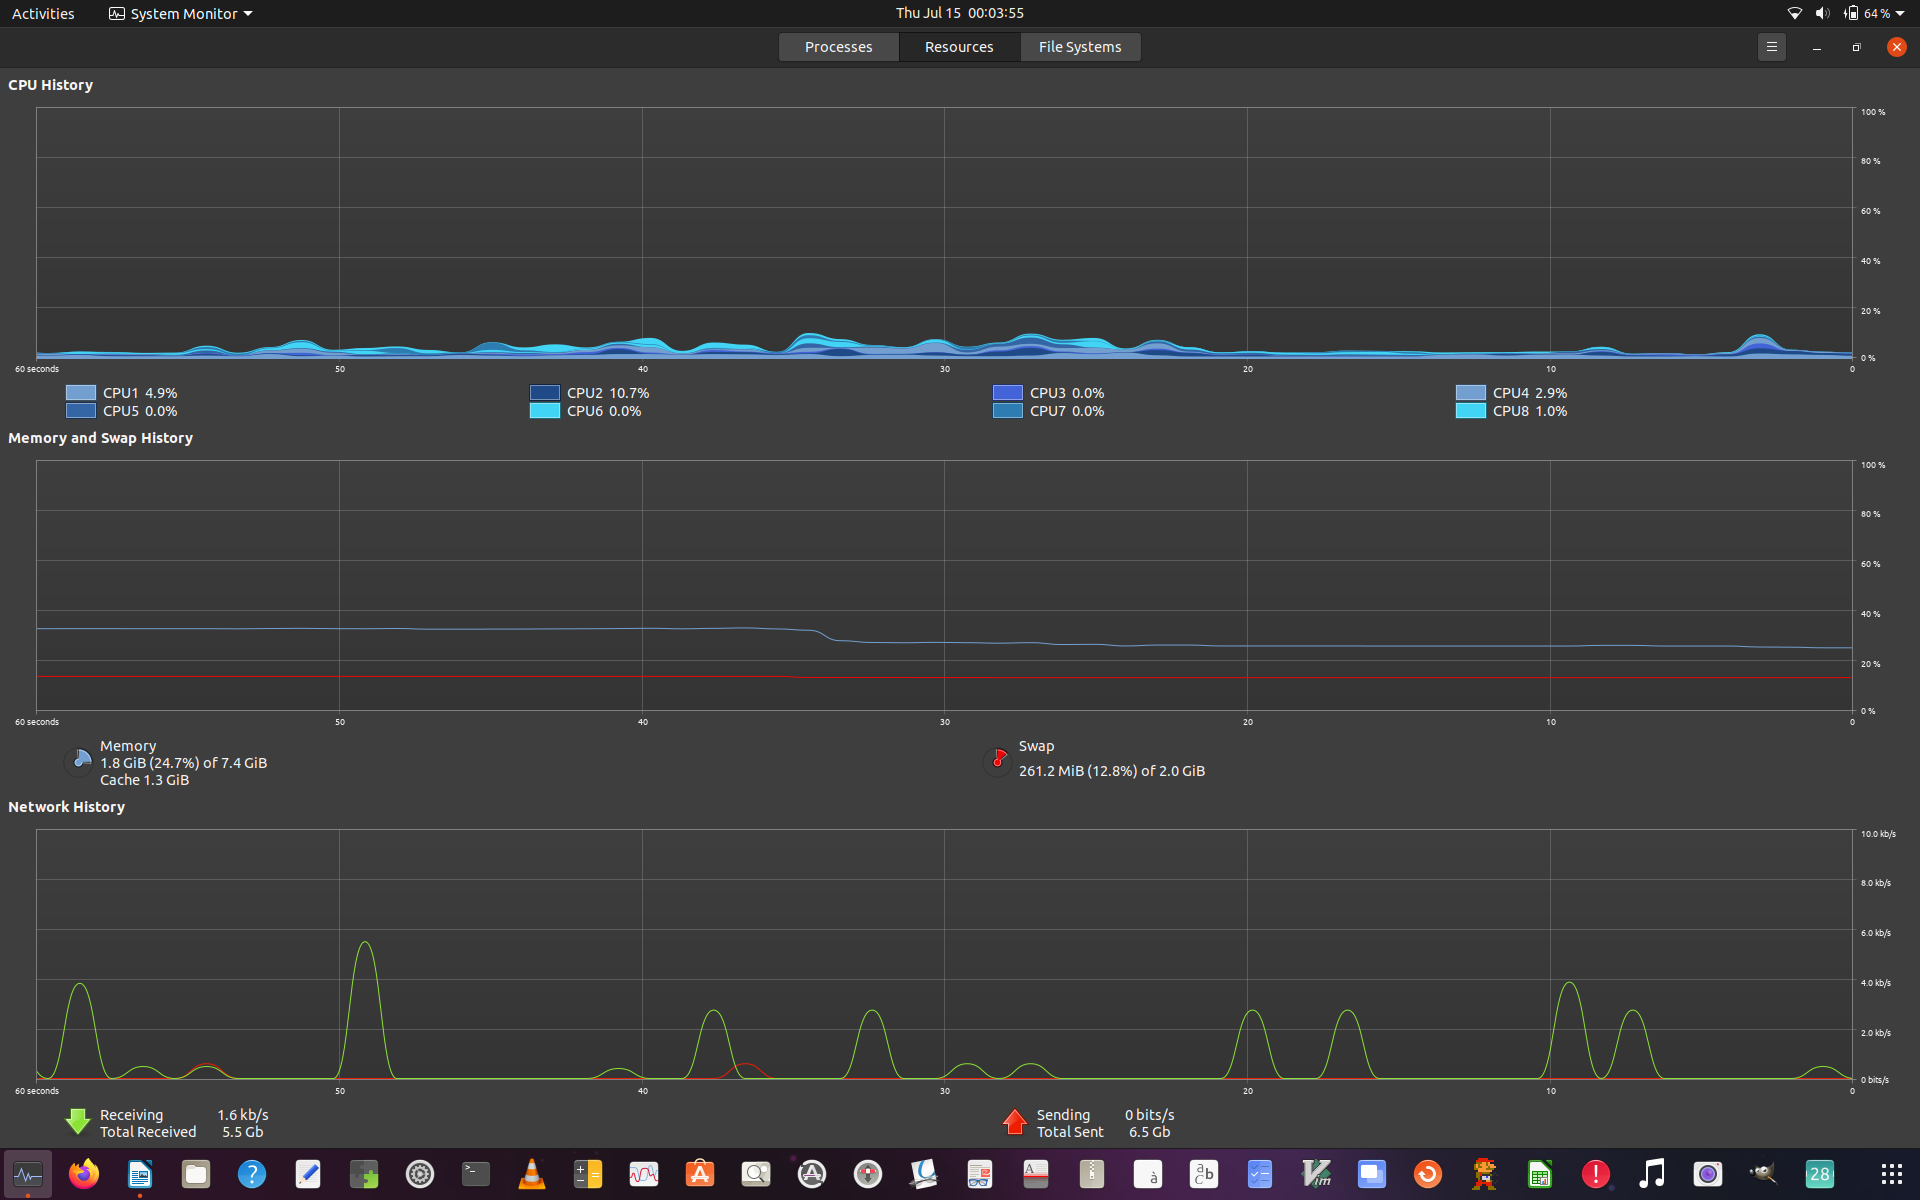 Activities System Monitor Thu Jul 15 00:03:55 64 %
Processes Resources File Systems
CPU History
100 %
80 %
60 %
40 %
20 %
0 %
60 seconds 50 40 30 20 10 0
CPU1 4.9% CPU2 10.7% CPU3 0.0% CPU4 2.9%
CPU5 0.0% CPU6 0.0% CPU7 0.0% CPU8 1.0%
Memory and Swap History
100 %
80 %
60 %
40 %
20 %
0 %
60 seconds 50 40 30 20 10 0
Memory
1.8 GiB (24.7%) of 7.4 GiB
Cache 1.3 GiB
Swap
261.2 MiB (12.8%) of 2.0 GiB
Network History
10.0 kb/s
8.0 kb/s
6.0 kb/s
4.0 kb/s
2.0 kb/s
0 bits/s
60 seconds 50 40 30 20 10 0
Receiving 1.6 kb/s Sending 0 bits/s
Total Received 5.5 Gb Total Sent 6.5 Gb
28